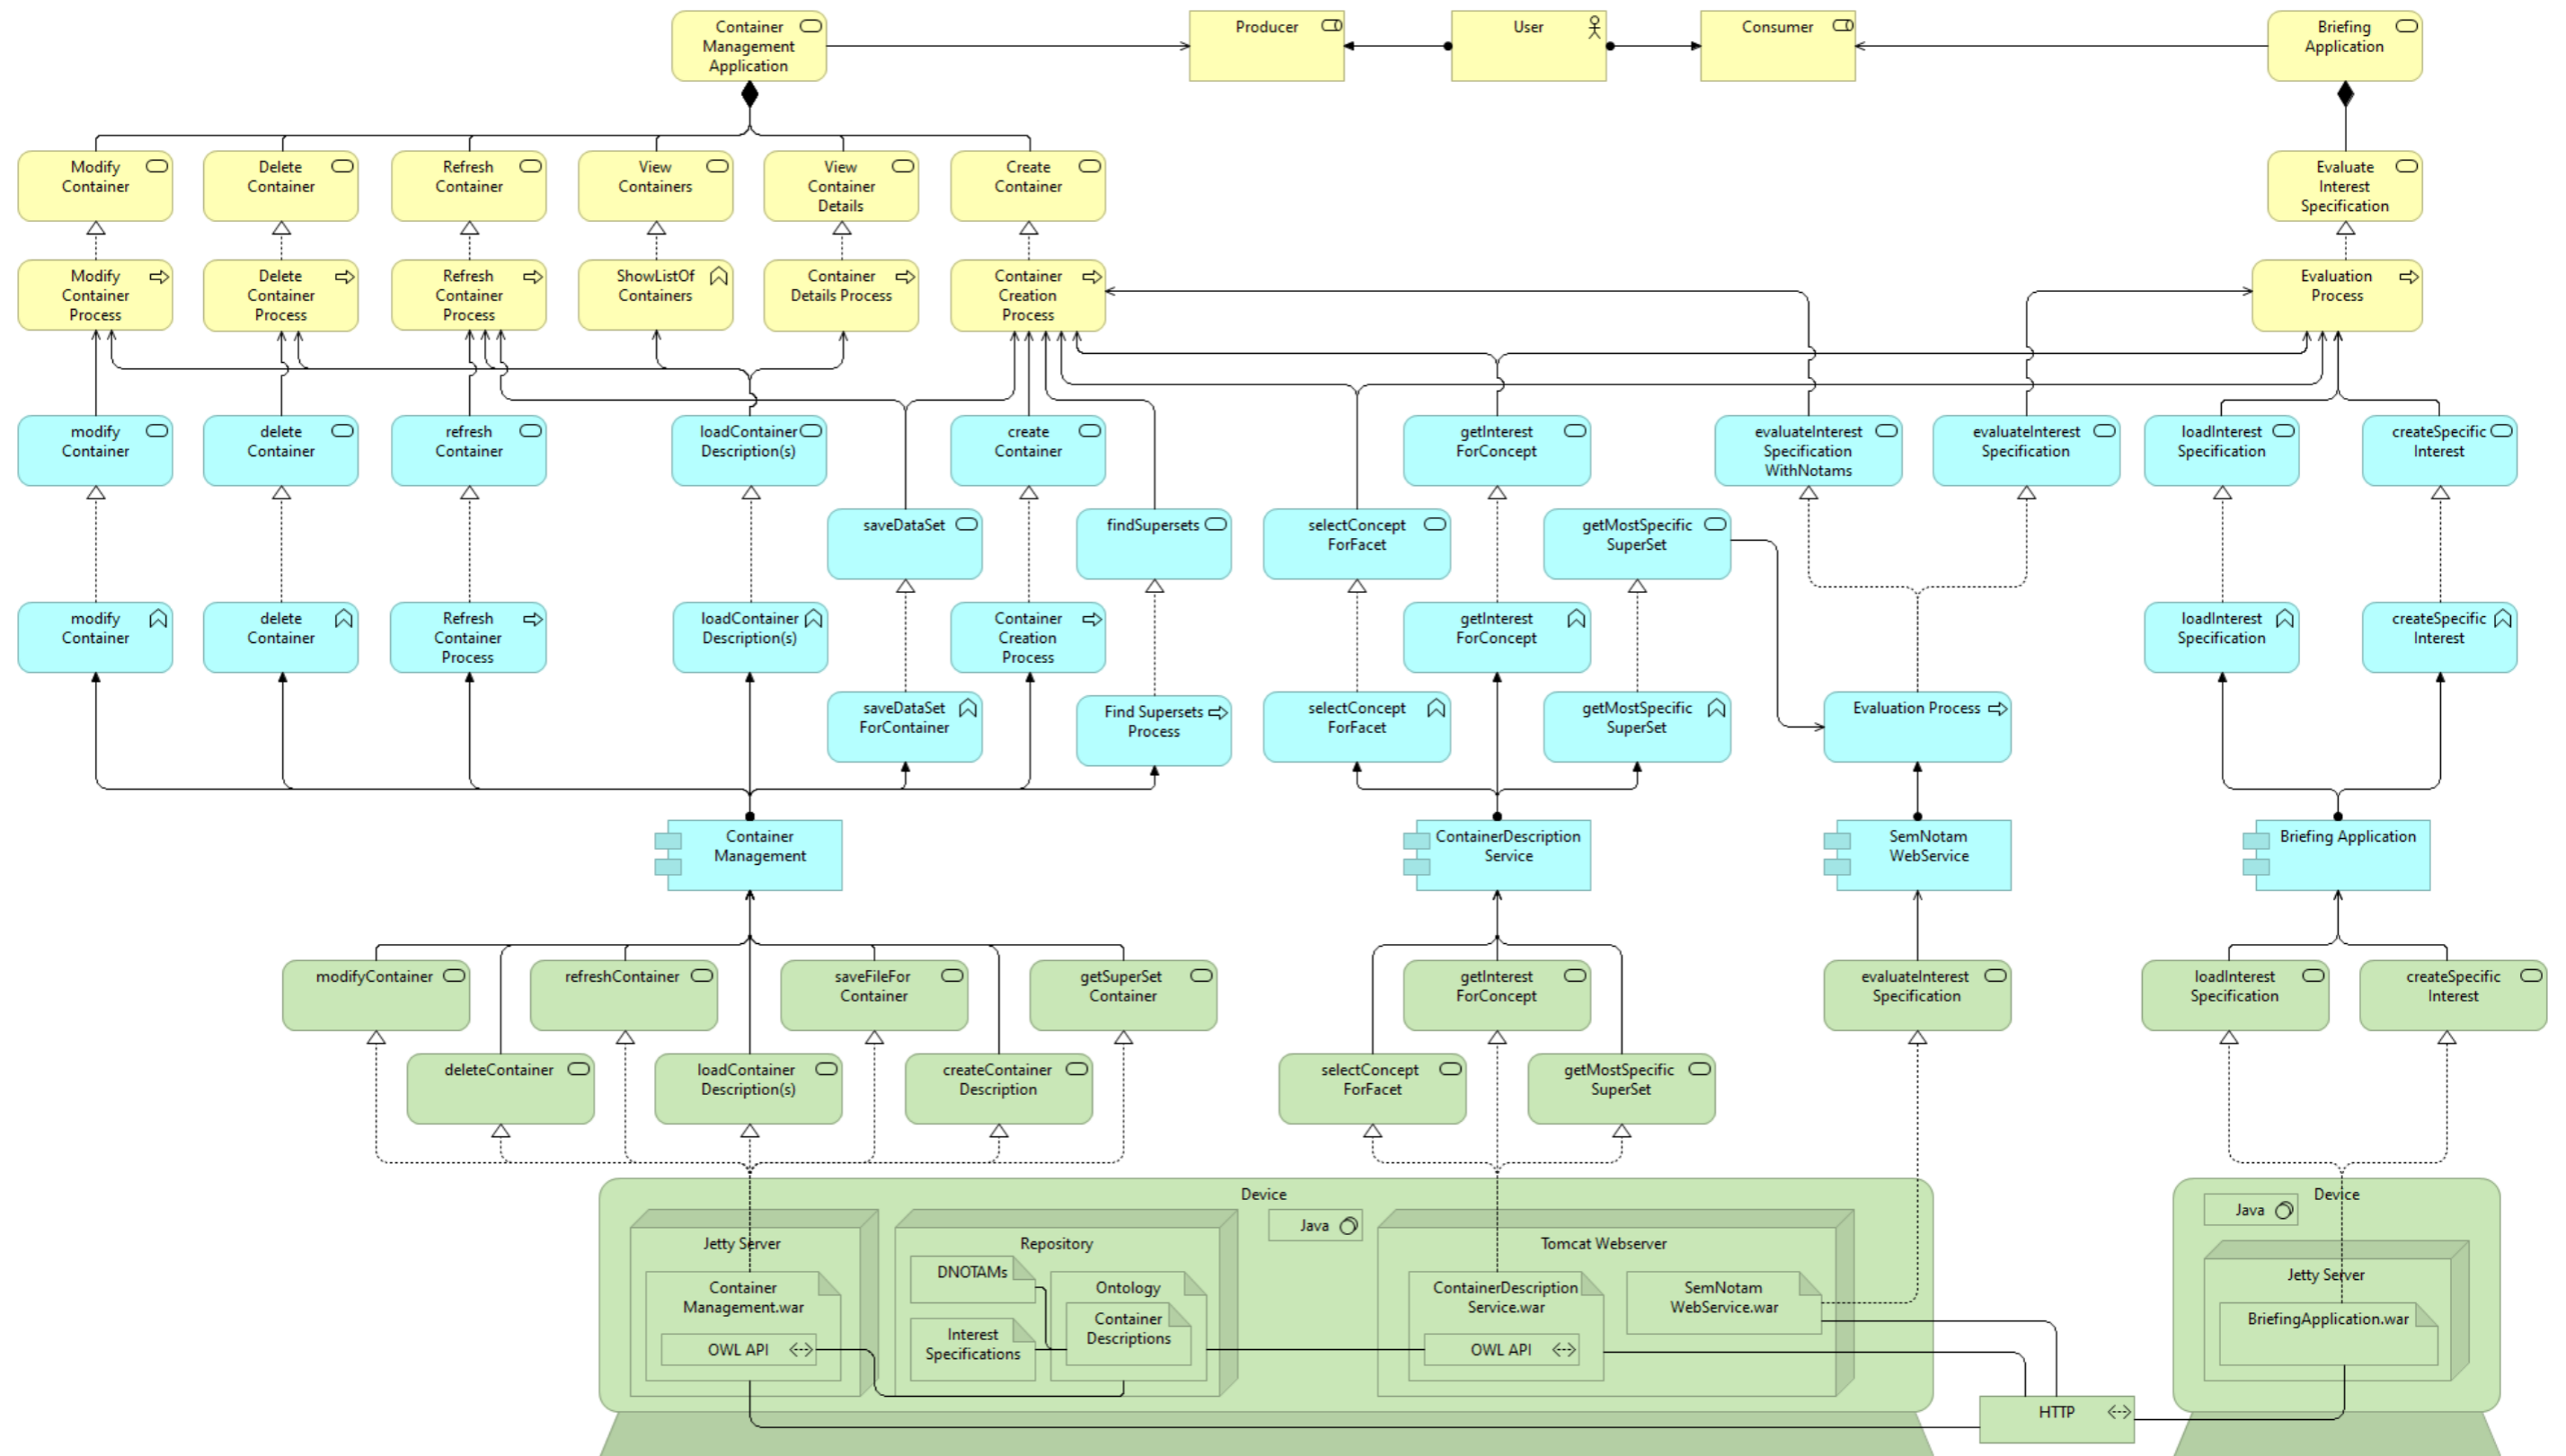 Container
Management
Application
Producer
User
Consumer
Briefing
Application
Modify
Container
Delete
Container
Refresh
Container
View
Containers
View
Container
Details
Create
Container
Evaluate
Interest
Specification
Modify
Container
Process
Delete
Container
Process
Refresh
Container
Process
ShowListOf
Containers
Container
Details Process
Container
Creation
Process
Evaluation
Process
modify
Container
delete
Container
refresh
Container
loadContainer
Description(s)
create
Container
getInterest
ForConcept
evaluateInterest
Specification
WithNotams
evaluateInterest
Specification
loadInterest
Specification
createSpecific
Interest
saveDataSet
findSupersets
selectConcept
ForFacet
getMostSpecific
SuperSet
modify
Container
delete
Container
Refresh
Container
Process
loadContainer
Description(s)
Container
Creation
Process
getInterest
ForConcept
loadInterest
Specification
createSpecific
Interest
saveDataSet
ForContainer
Find Supersets
Process
selectConcept
ForFacet
getMostSpecific
SuperSet
Evaluation Process
Container
Management
ContainerDescription
Service
SemNotam
WebService
Briefing Application
modifyContainer
refreshContainer
saveFileFor
Container
getSuperSet
Container
getInterest
ForConcept
evaluateInterest
Specification
loadInterest
Specification
createSpecific
Interest
deleteContainer
loadContainer
Description(s)
createContainer
Description
selectConcept
ForFacet
getMostSpecific
SuperSet
Device
Jetty Server
Container
Management.war
OWL API
Repository
DNOTAMs
Interest
Specifications
Ontology
Container
Descriptions
Java
Tomcat Webserver
ContainerDescription
Service.war
OWL API
SemNotam
WebService.war
Device
Java
Jetty Server
BriefingApplication.war
HTTP